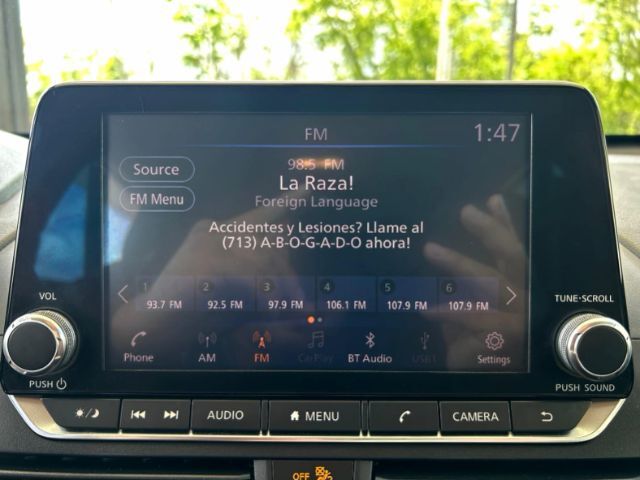 FM
1:47
Source
98.5 FM
La Raza!
FM Menu
Foreign Language
Accidentes y Lesiones? Llame al
(713) A-B-O-G-A-D-O ahora!
1 2 3 4 5 6
93.7 FM 92.5 FM 97.9 FM 106.1 FM 107.9 FM 107.9 FM
VOL
TUNE·SCROLL
Phone AM FM CarPlay BT Audio USB1 Settings
PUSH
PUSH SOUND
AUDIO MENU CAMERA
OFF